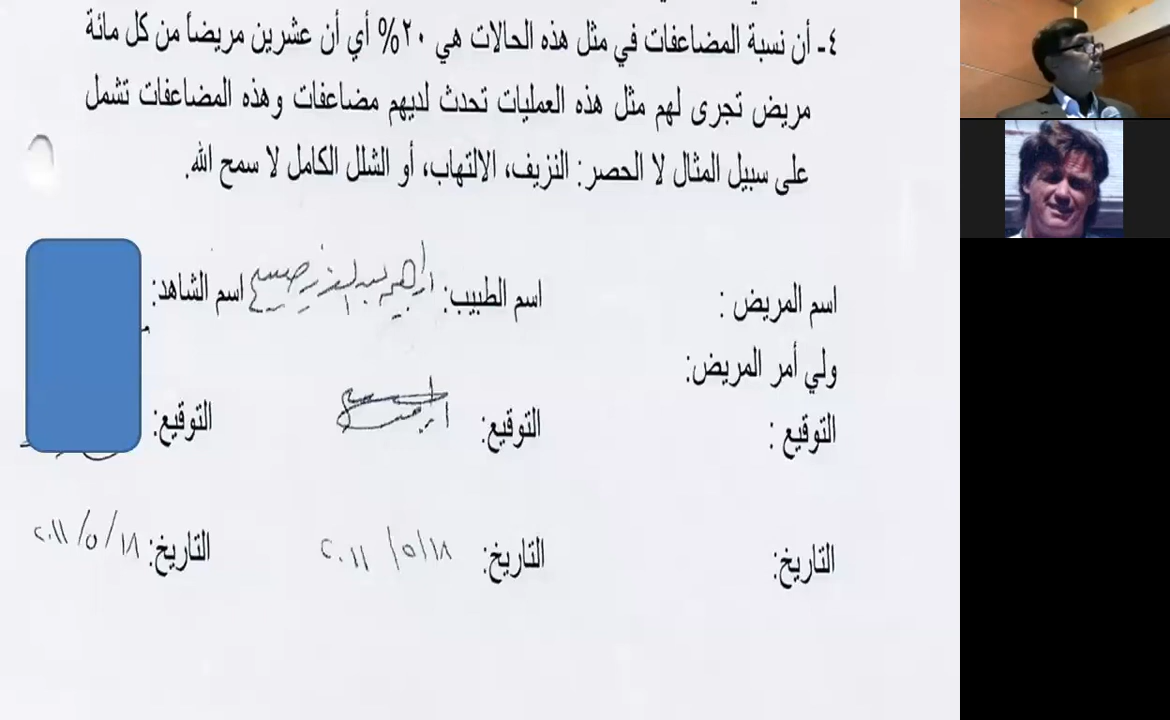 ٤- أن نسبة المضاعفات في مثل هذه الحالات هي ٢٠% أي أن عشرين مريضاً من كل مائة
مريض تجرى لهم مثل هذه العمليات تحدث لديهم مضاعفات وهذه المضاعفات تشمل
على سبيل المثال لا الحصر: النزيف، الالتهاب، أو الشلل الكامل لا سمح الله.
اسم المريض : اسم الطبيب: ابراهيم اسم الشاهد:
ولي أمر المريض:
التوقيع : التوقيع: التوقيع:
التاريخ: التاريخ: ١٨/٥/٢٠١١ التاريخ: ١٨/٥/٢٠١١